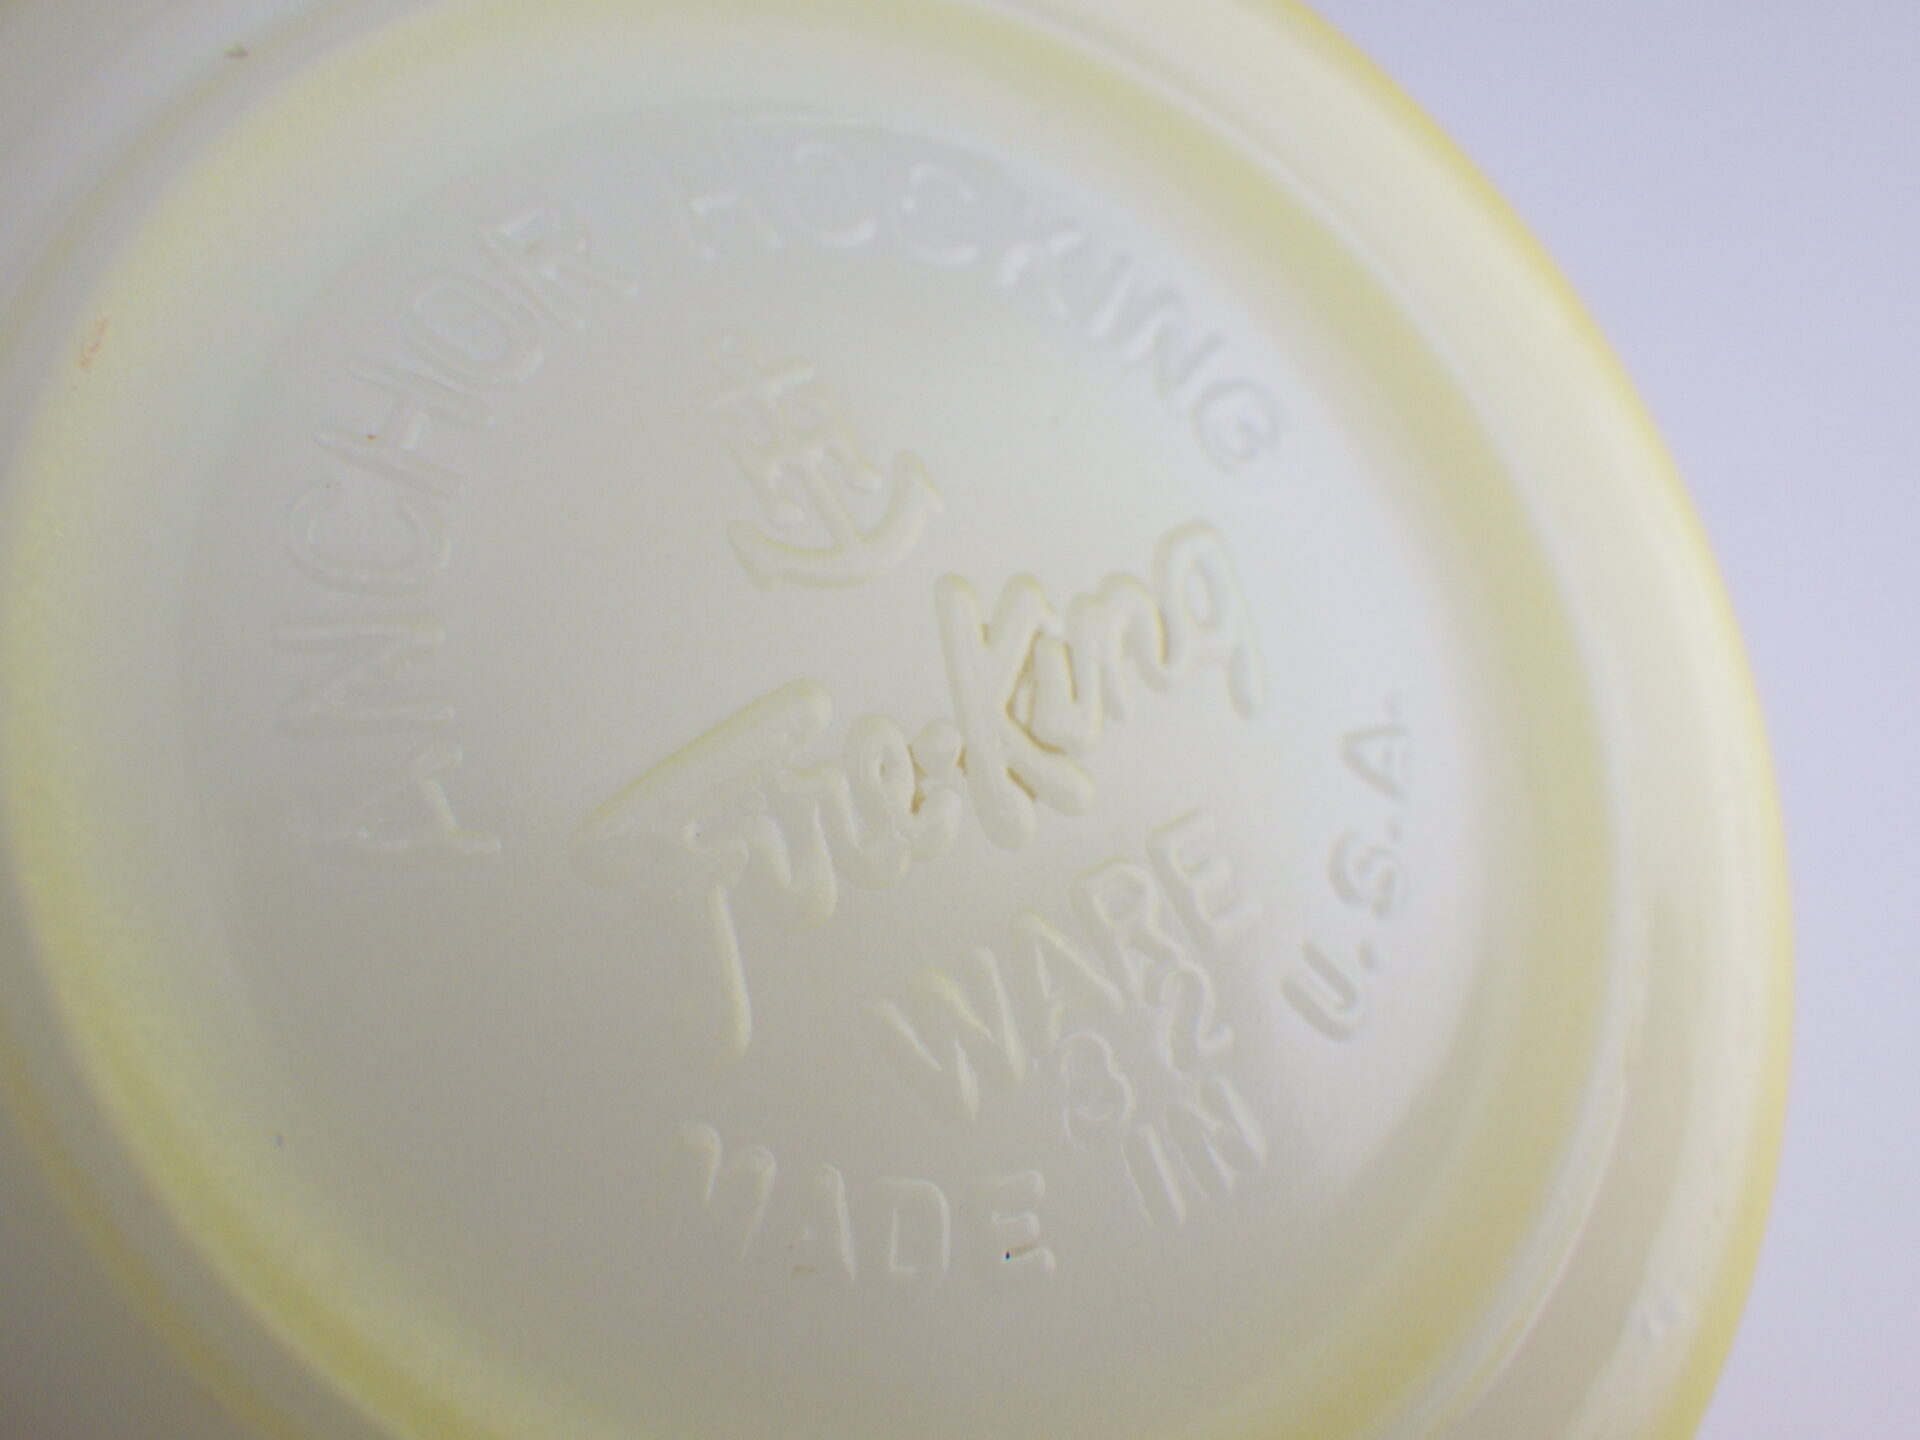 ANCHOR HOCKING
Fire-King
WARE
32
MADE IN U.S.A.